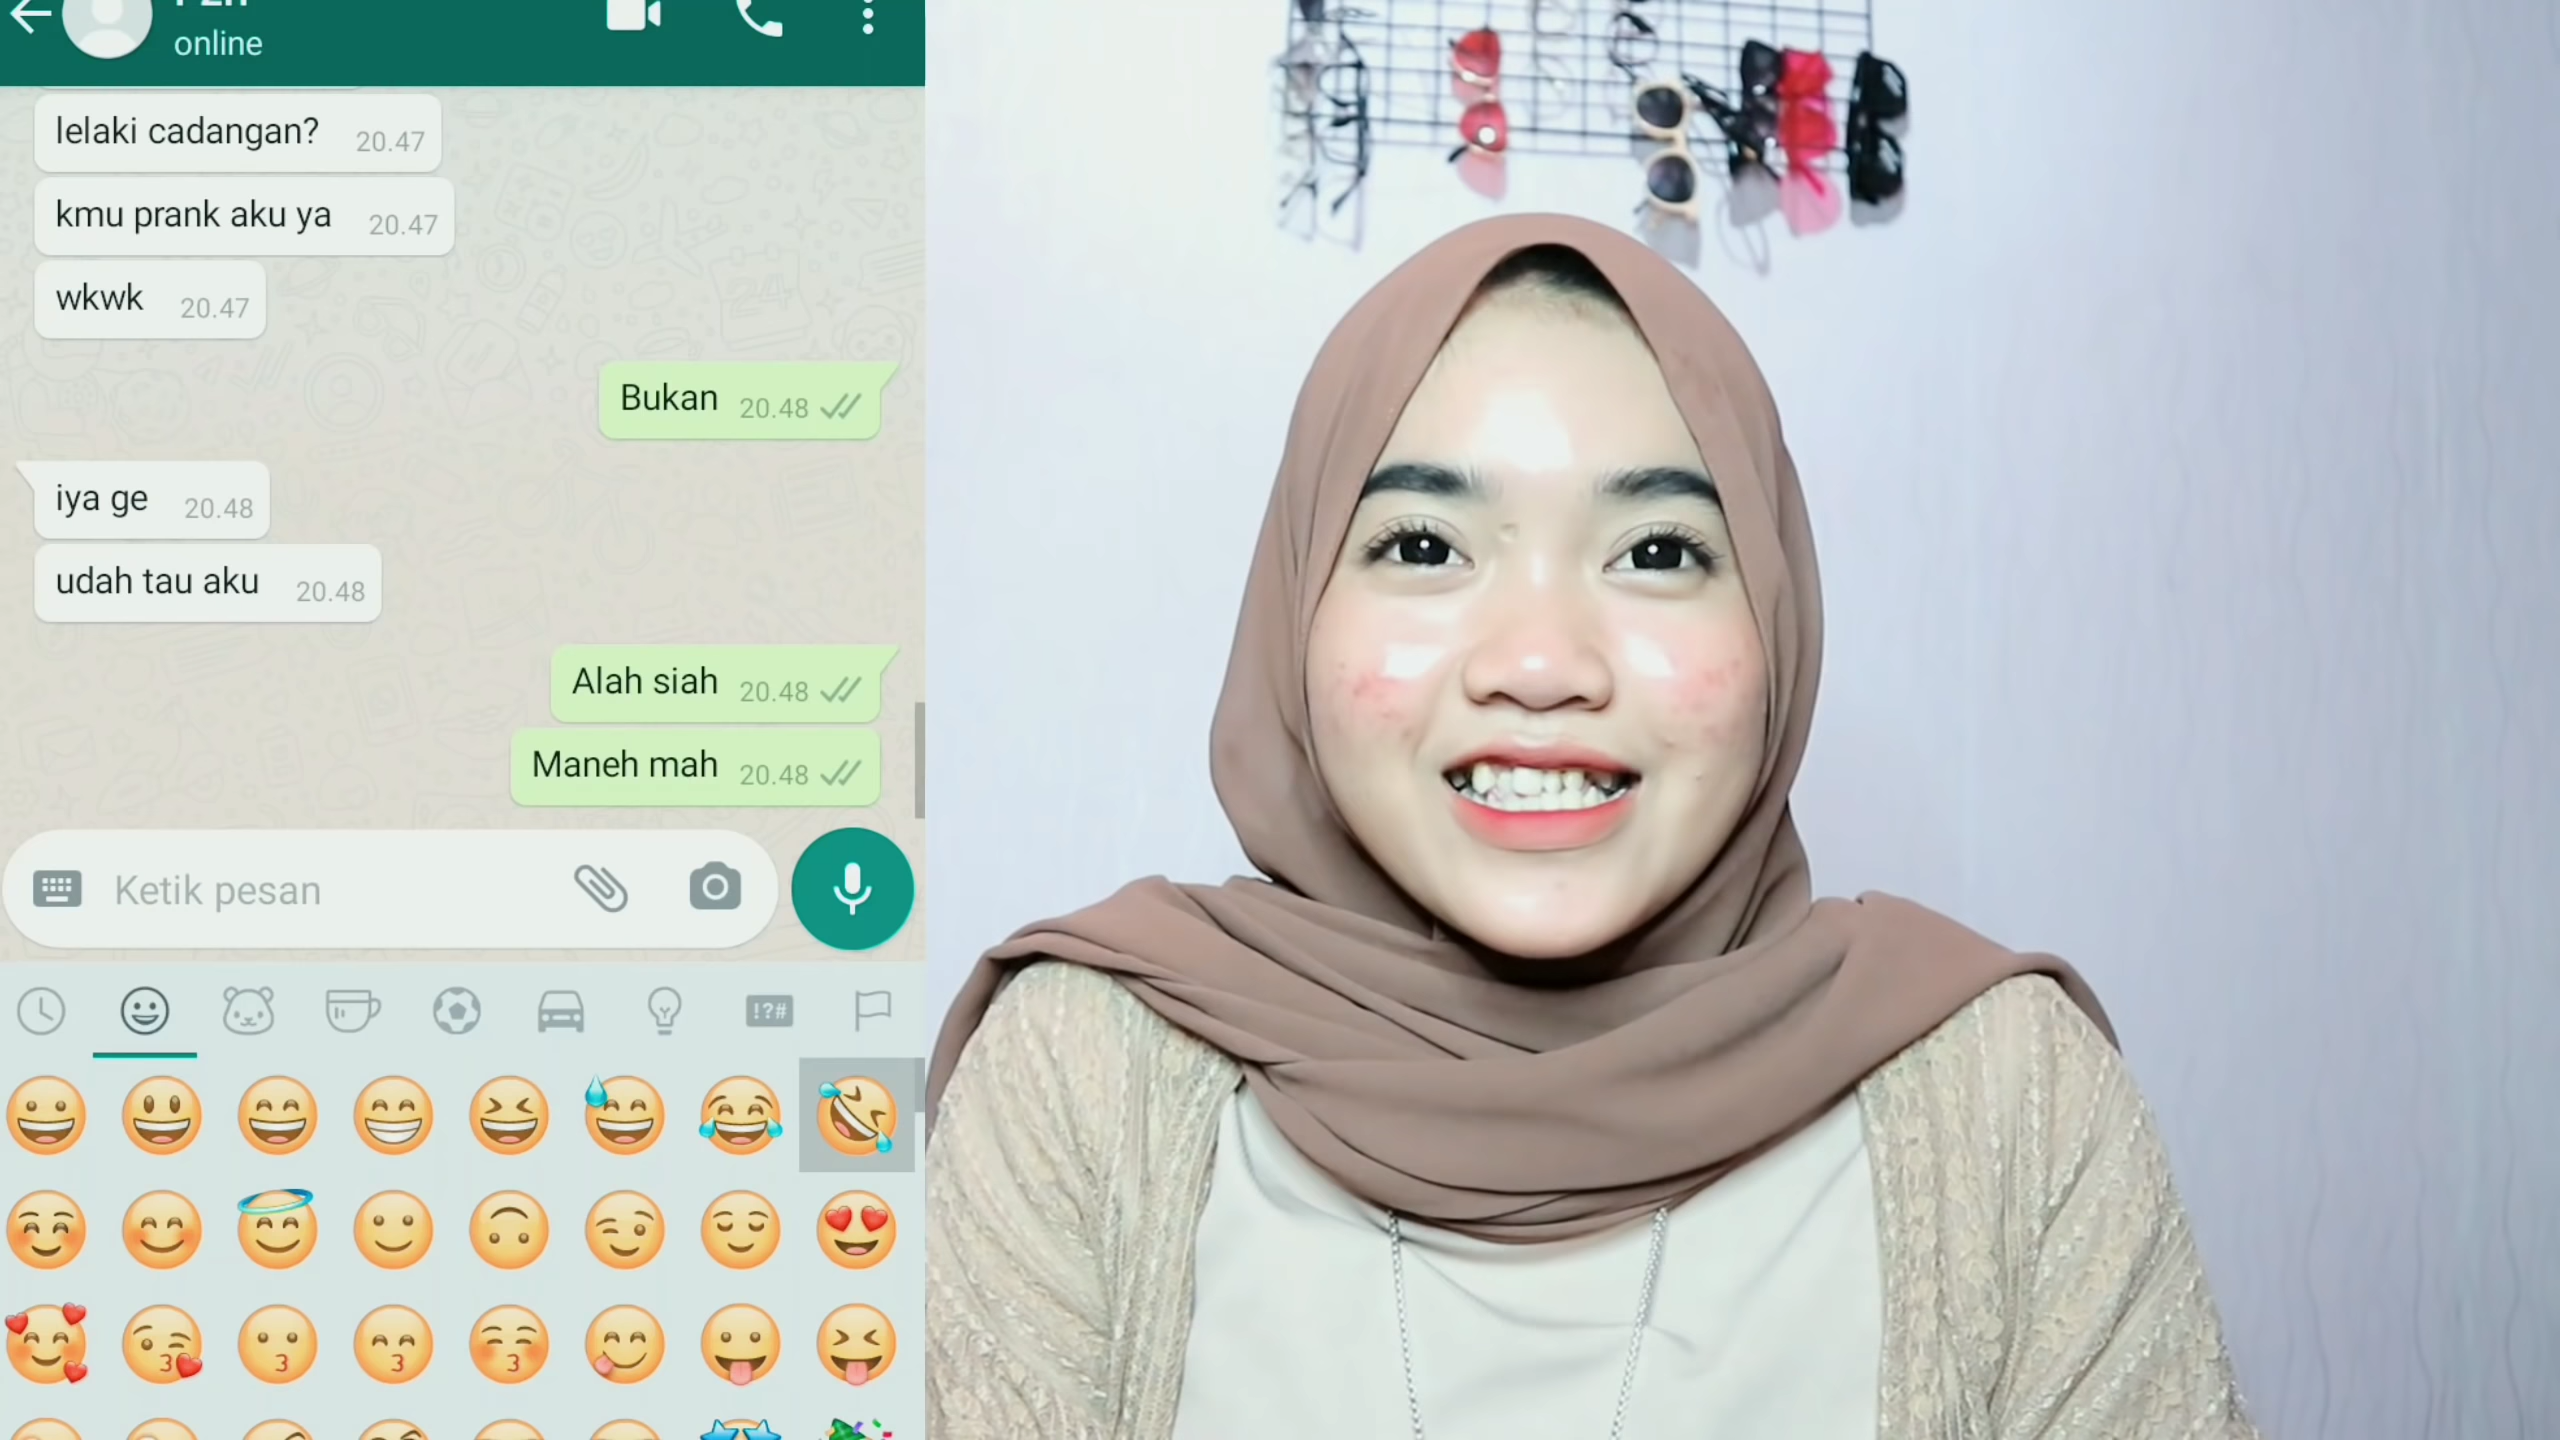 online
lelaki cadangan? 20.47
kmu prank aku ya 20.47
wkwk 20.47
Bukan 20.48
iya ge 20.48
udah tau aku 20.48
Alah siah 20.48
Maneh mah 20.48
Ketik pesan
!?#